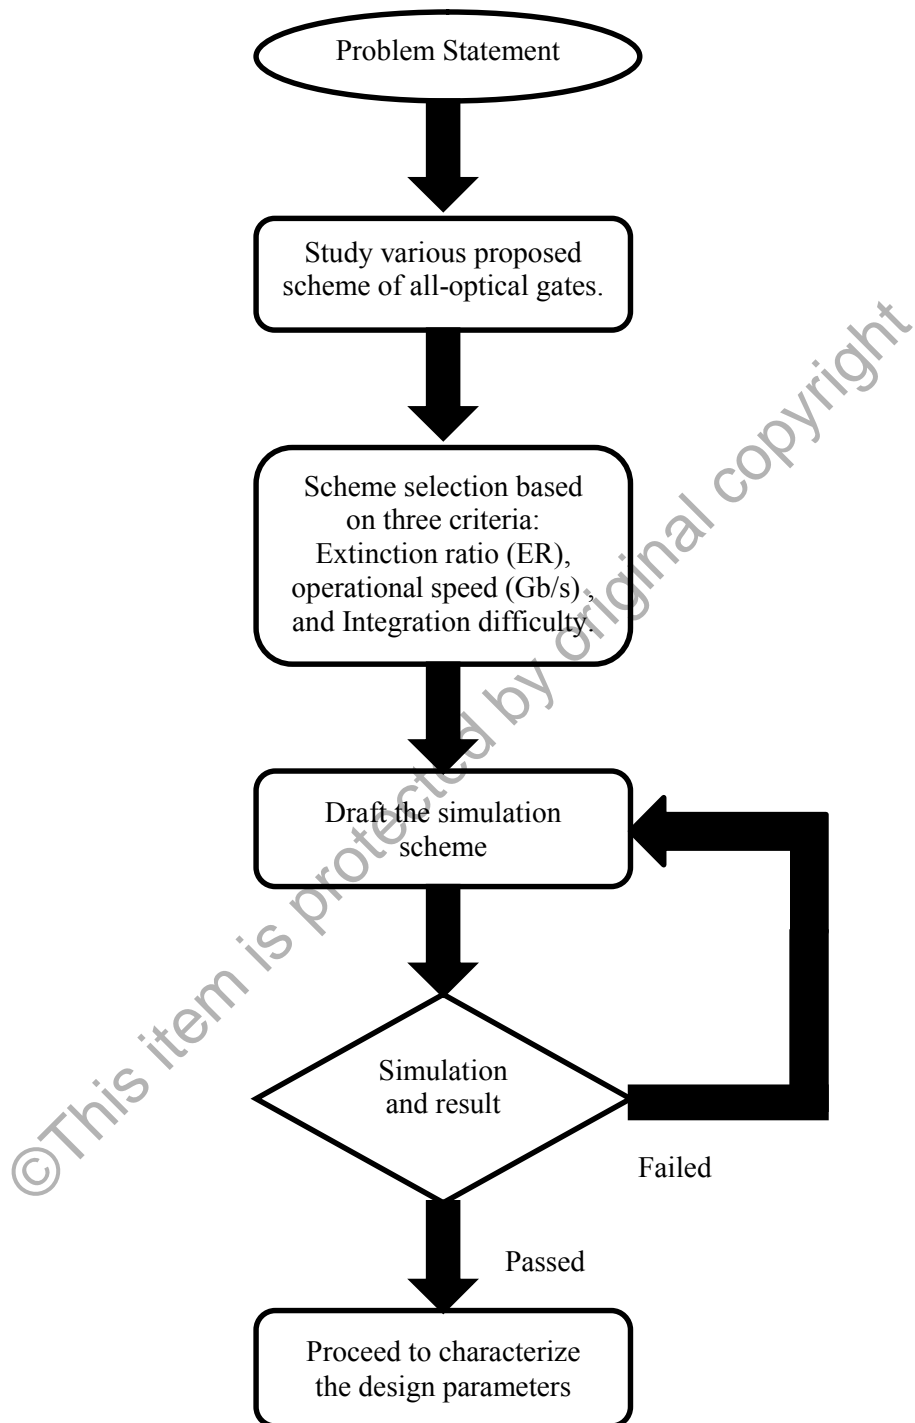 Problem Statement
Study various proposed
scheme of all-optical gates.
Scheme selection based
on three criteria:
Extinction ratio (ER),
operational speed (Gb/s) ,
and Integration difficulty.
Draft the simulation
scheme
Simulation
and result
Failed
Passed
Proceed to characterize
the design parameters
©This item is protected by original copyright